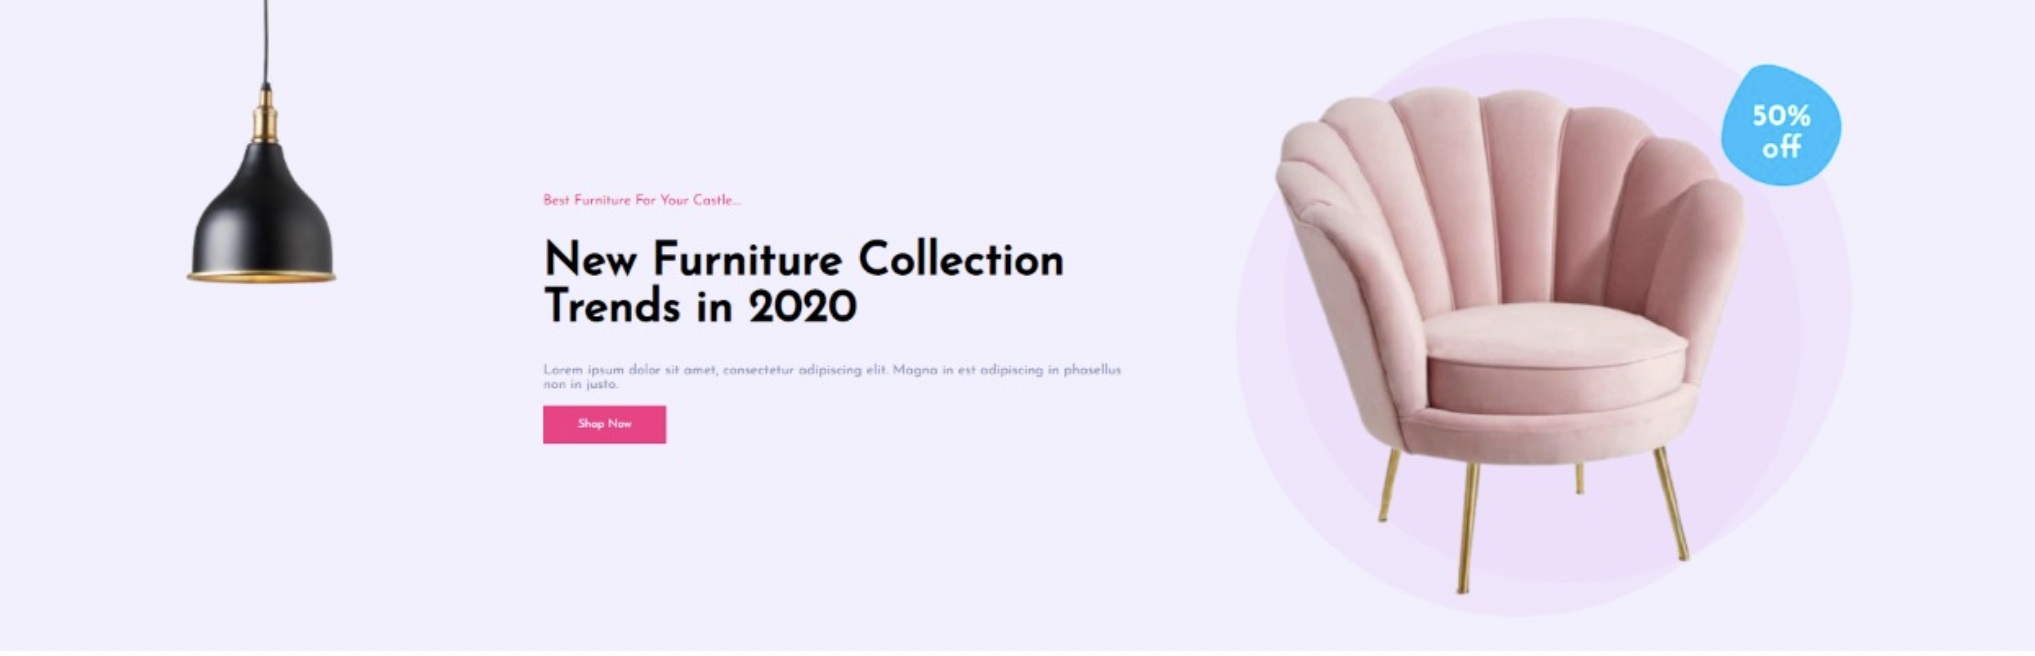 Best Furniture For Your Castle....
New Furniture Collection
Trends in 2020
Lorem ipsum dolor sit amet, consectetur adipiscing elit. Magna in est adipiscing in phasellus
non in justo.
Shop Now
50%
off